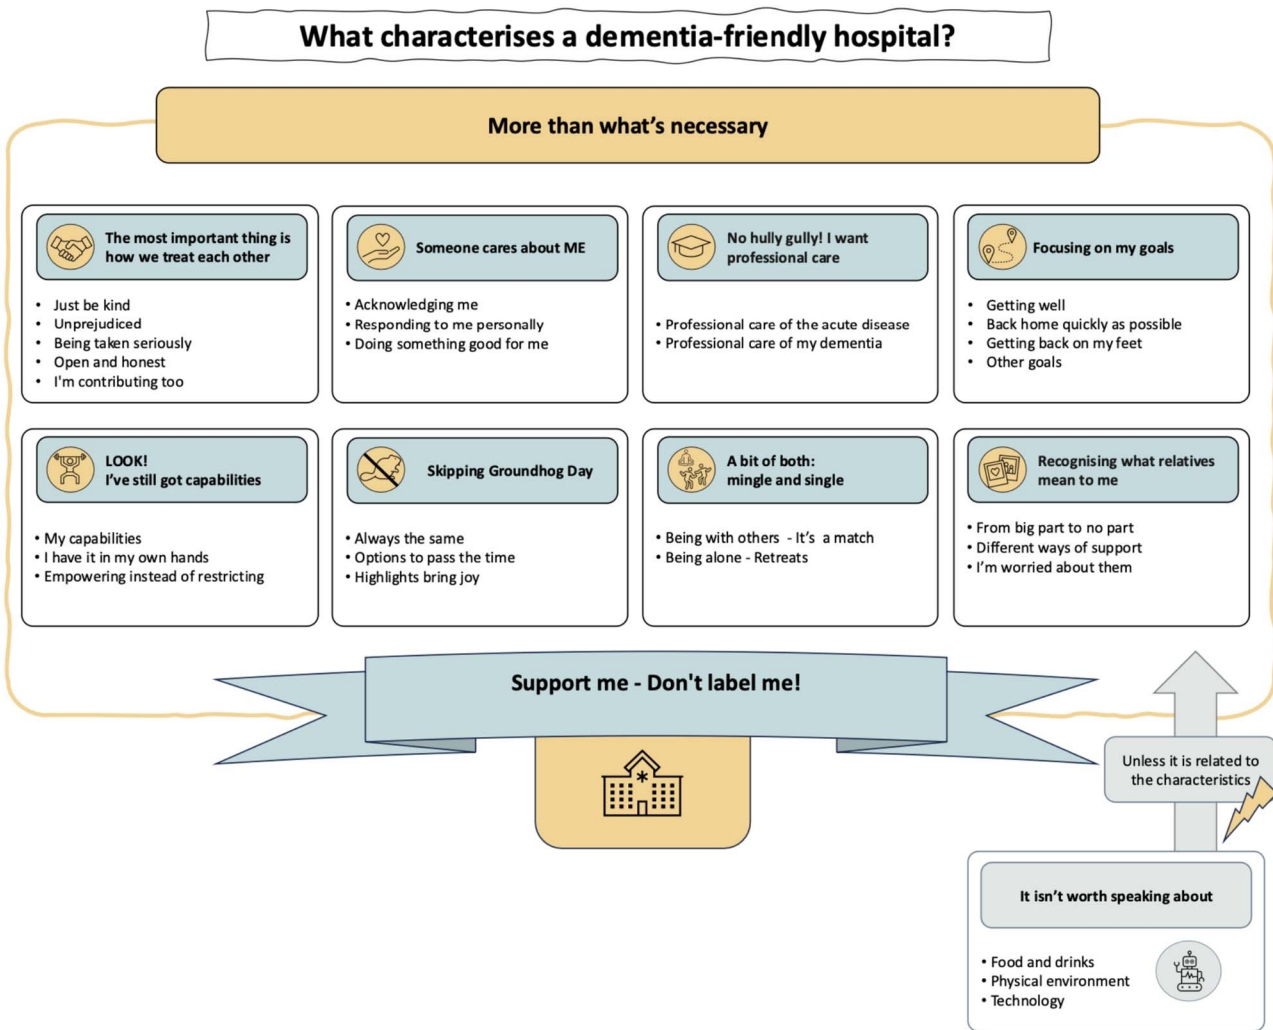 What characterises a dementia-friendly hospital?
More than what's necessary
The most important thing is
how we treat each other
• Just be kind
• Unprejudiced
• Being taken seriously
• Open and honest
• I'm contributing too
Someone cares about ME
• Acknowledging me
• Responding to me personally
• Doing something good for me
No hully gully! I want
professional care
• Professional care of the acute disease
• Professional care of my dementia
Focusing on my goals
• Getting well
• Back home quickly as possible
• Getting back on my feet
• Other goals
LOOK!
I've still got capabilities
• My capabilities
• I have it in my own hands
• Empowering instead of restricting
Skipping Groundhog Day
• Always the same
• Options to pass the time
• Highlights bring joy
A bit of both:
mingle and single
• Being with others - It's a match
• Being alone - Retreats
Recognising what relatives
mean to me
• From big part to no part
• Different ways of support
• I'm worried about them
Support me - Don't label me!
Unless it is related to
the characteristics
It isn't worth speaking about
• Food and drinks
• Physical environment
• Technology